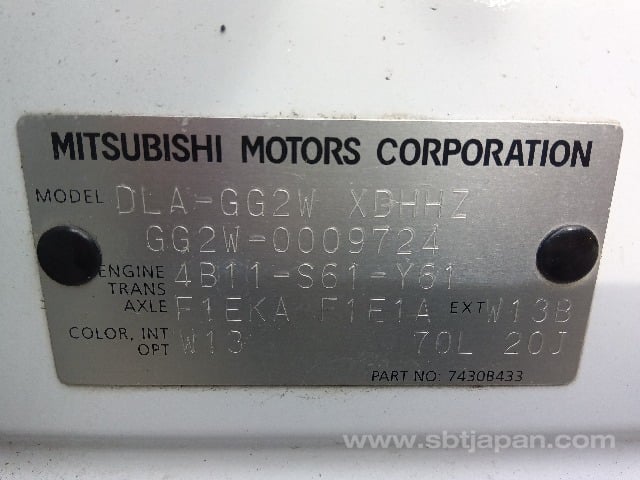 MITSUBISHI MOTORS CORPORATION
MODEL DLA-GG2W XDHHZ
GG2W-0009724
ENGINE 4B11-S61-Y61
TRANS
AXLE F1EKA F1E1A EXT W13B
COLOR, INT W13 70L 20J
OPT
PART NO: 7430B433
www.sbtjapan.com